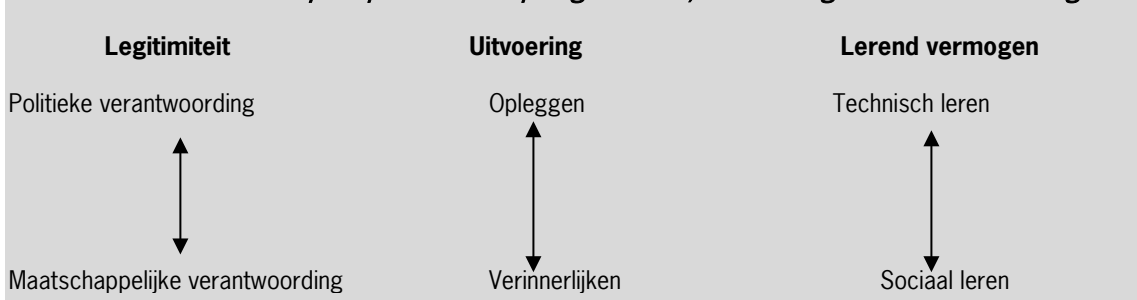 Legitimiteit Uitvoering Lerend vermogen
Politieke verantwoording Opleggen Technisch leren
Maatschappelijke verantwoording Verinnerlijken Sociaal leren